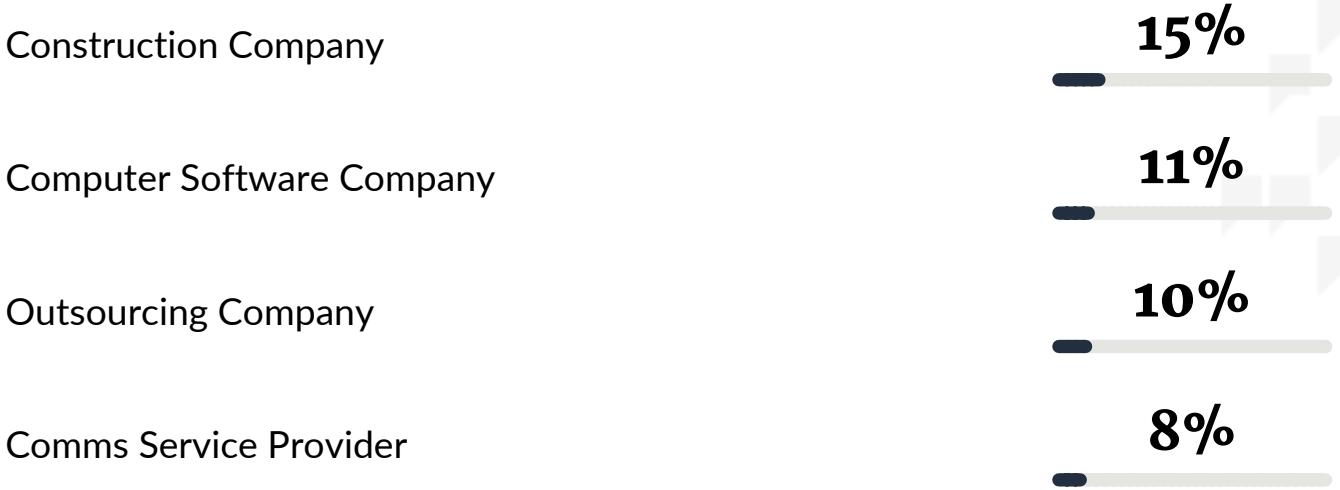 Construction Company
15%
Computer Software Company
11%
Outsourcing Company
10%
Comms Service Provider
8%